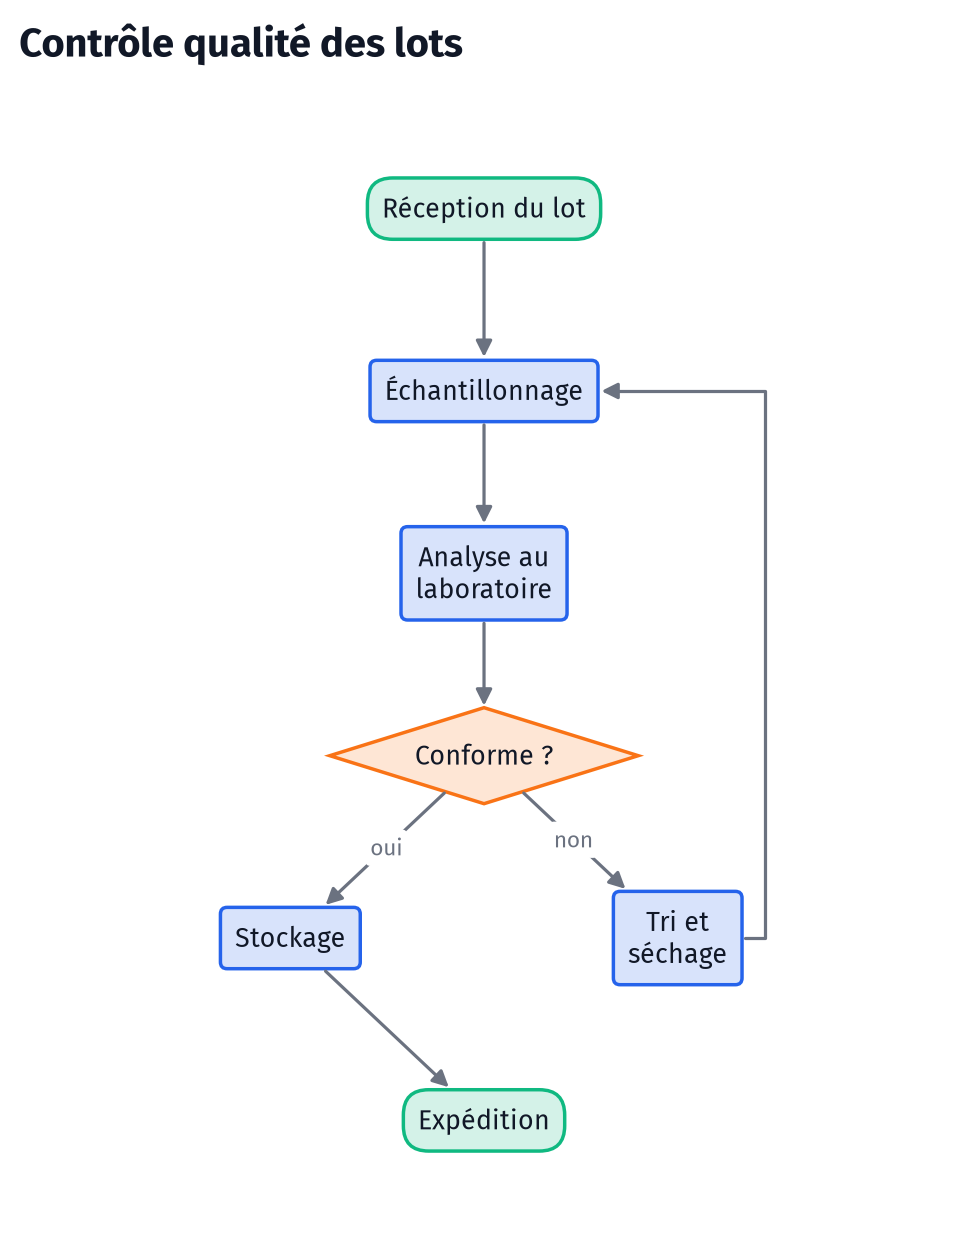 Contrôle qualité des lots
Réception du lot
Échantillonnage
Analyse au
laboratoire
Conforme ?
oui
non
Stockage
Tri et
séchage
Expédition